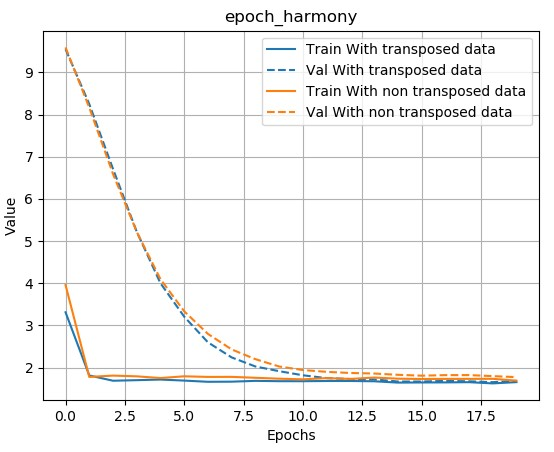 epoch_harmony
Train With transposed data
Val With transposed data
Train With non transposed data
Val With non transposed data
9
8
7
6
5
4
3
2
Value
0.0 2.5 5.0 7.5 10.0 12.5 15.0 17.5
Epochs